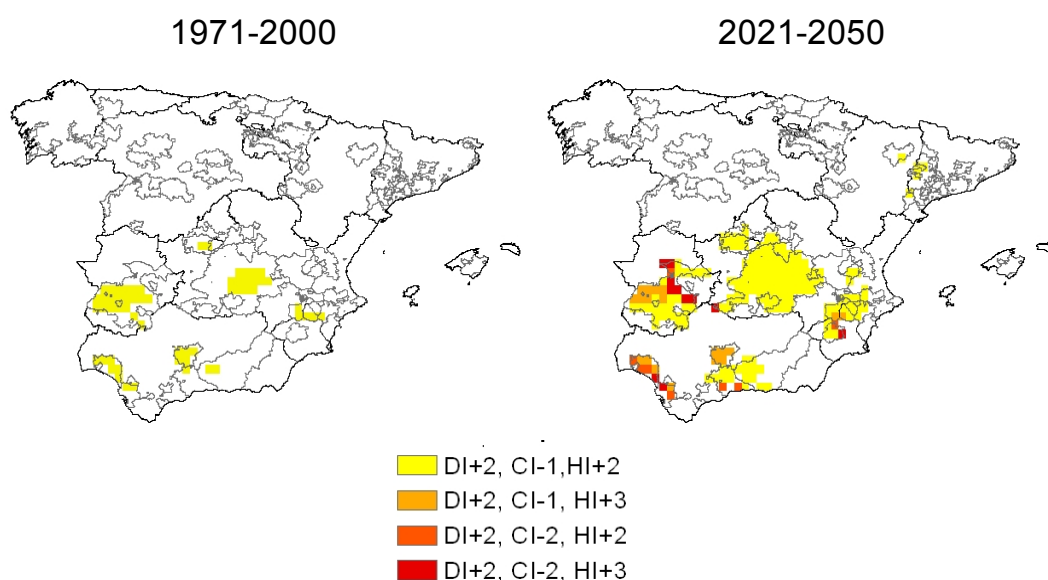 1971-2000
2021-2050
DI+2, CI-1,HI+2
DI+2, CI-1, HI+3
DI+2, CI-2, HI+2
DI+2, CI-2, HI+3